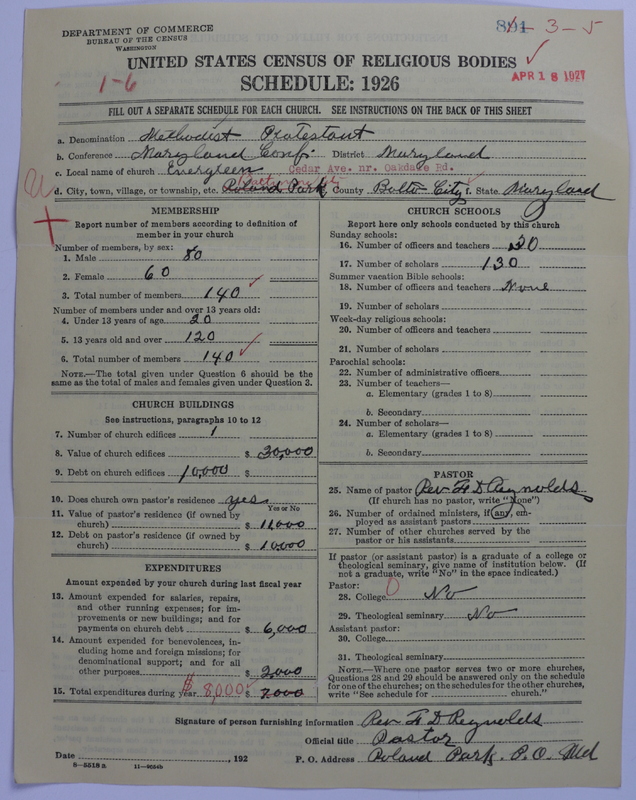 DEPARTMENT OF COMMERCE
BUREAU OF THE CENSUS
WASHINGTON
891 - 3 - 5
APR 18 1927
1-6
UNITED STATES CENSUS OF RELIGIOUS BODIES
SCHEDULE: 1926
FILL OUT A SEPARATE SCHEDULE FOR EACH CHURCH. SEE INSTRUCTIONS ON THE BACK OF THIS SHEET
a. Denomination Methodist Protestant
b. Conference Maryland Conf. District Maryland
c. Local name of church Evergreen Cedar Ave. nr. Oakdale Rd.
d. City, town, village, or township, etc. Roland Park County Balto City f. State Maryland
MEMBERSHIP
Report number of members according to definition of
member in your church
Number of members, by sex:
1. Male 80
2. Female 60
3. Total number of members 140
Number of members under and over 13 years old:
4. Under 13 years of age 20
5. 13 years old and over 120
6. Total number of members 140
NOTE.—The total given under Question 6 should be the
same as the total of males and females given under Question 3.
CHURCH BUILDINGS
See instructions, paragraphs 10 to 12
7. Number of church edifices 1
8. Value of church edifices $ 30,000
9. Debt on church edifices 10,000 $
10. Does church own pastor's residence yes
Yes or No
11. Value of pastor's residence (if owned by
church) $ 11,000
12. Debt on pastor's residence (if owned by
church) $ 1000
EXPENDITURES
Amount expended by your church during last fiscal year
13. Amount expended for salaries, repairs,
and other running expenses; for im-
provements or new buildings; and for
payments on church debt $ 6,000
14. Amount expended for benevolences, in-
cluding home and foreign missions; for
denominational support; and for all
other purposes $ 2,000
15. Total expenditures during year $8,000 $ 7,000
CHURCH SCHOOLS
Report here only schools conducted by this church
Sunday schools:
16. Number of officers and teachers 30
17. Number of scholars 130
Summer vacation Bible schools:
18. Number of officers and teachers None
19. Number of scholars
Week-day religious schools:
20. Number of officers and teachers
21. Number of scholars
Parochial schools:
22. Number of administrative officers
23. Number of teachers—
a. Elementary (grades 1 to 8)
b. Secondary
24. Number of scholars—
a. Elementary (grades 1 to 8)
b. Secondary
PASTOR
25. Name of pastor Rev. F D Reynolds
(If church has no pastor, write "None")
26. Number of ordained ministers, if any, em-
ployed as assistant pastors
27. Number of other churches served by the
pastor or his assistants
If pastor (or assistant pastor) is a graduate of a college or
theological seminary, give name of institution below. (If
not a graduate, write "No" in the space indicated.)
Pastor: 0
28. College No
29. Theological seminary No
Assistant pastor:
30. College
31. Theological seminary
NOTE.—Where one pastor serves two or more churches,
Questions 28 and 29 should be answered only on the schedule
for one of the churches; on the schedules for the other churches,
write "See schedule for church."
Signature of person furnishing information Rev. F D Reynolds
Official title Pastor
Date , 192 P. O. Address Roland Park. P.O. Md
8—5518 a 11—9054b